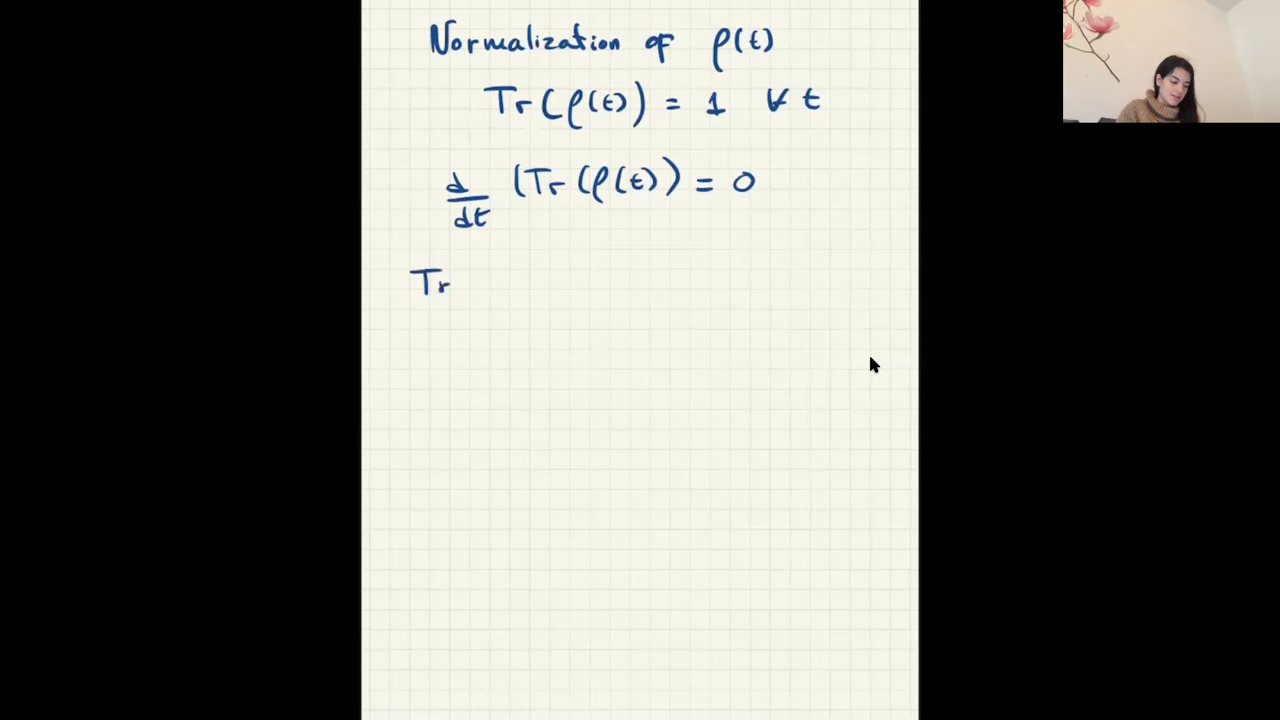 Normalization of ρ(t)
Tr(ρ(t)) = 1 ∀ t
d/dt (Tr(ρ(t)) = 0
Tr